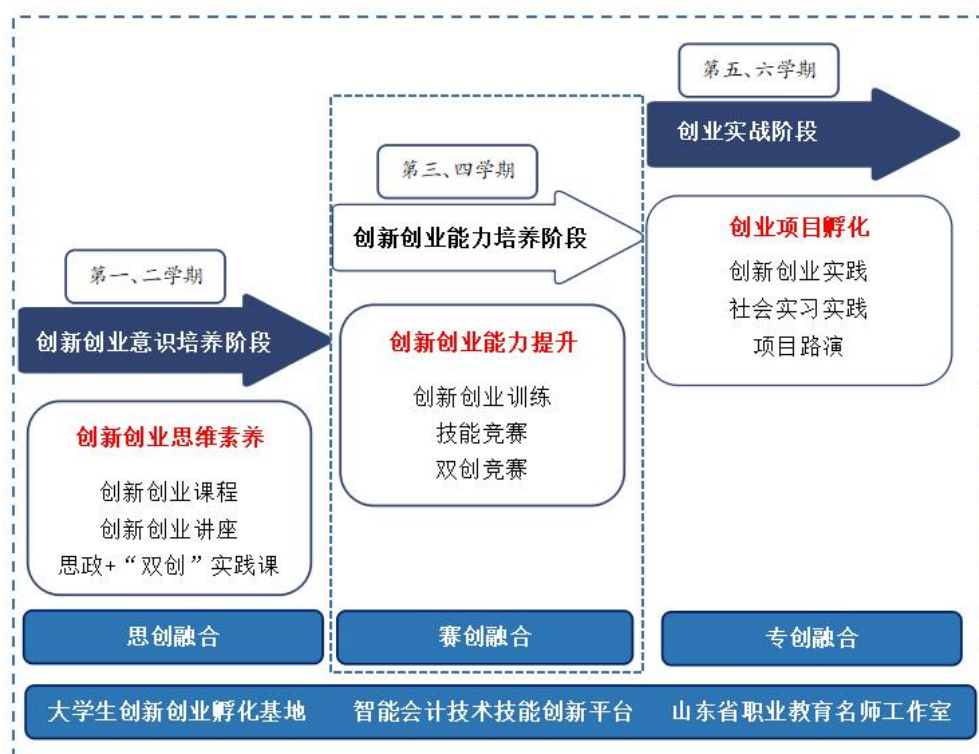 第一、二学期
创新创业意识培养阶段
创新创业思维素养
创新创业课程
创新创业讲座
思政+“双创”实践课
思创融合
第三、四学期
创新创业能力培养阶段
创新创业能力提升
创新创业训练
技能竞赛
双创竞赛
赛创融合
第五、六学期
创业实战阶段
创业项目孵化
创新创业实践
社会实习实践
项目路演
专创融合
大学生创新创业孵化基地 智能会计技术技能创新平台 山东省职业教育名师工作室